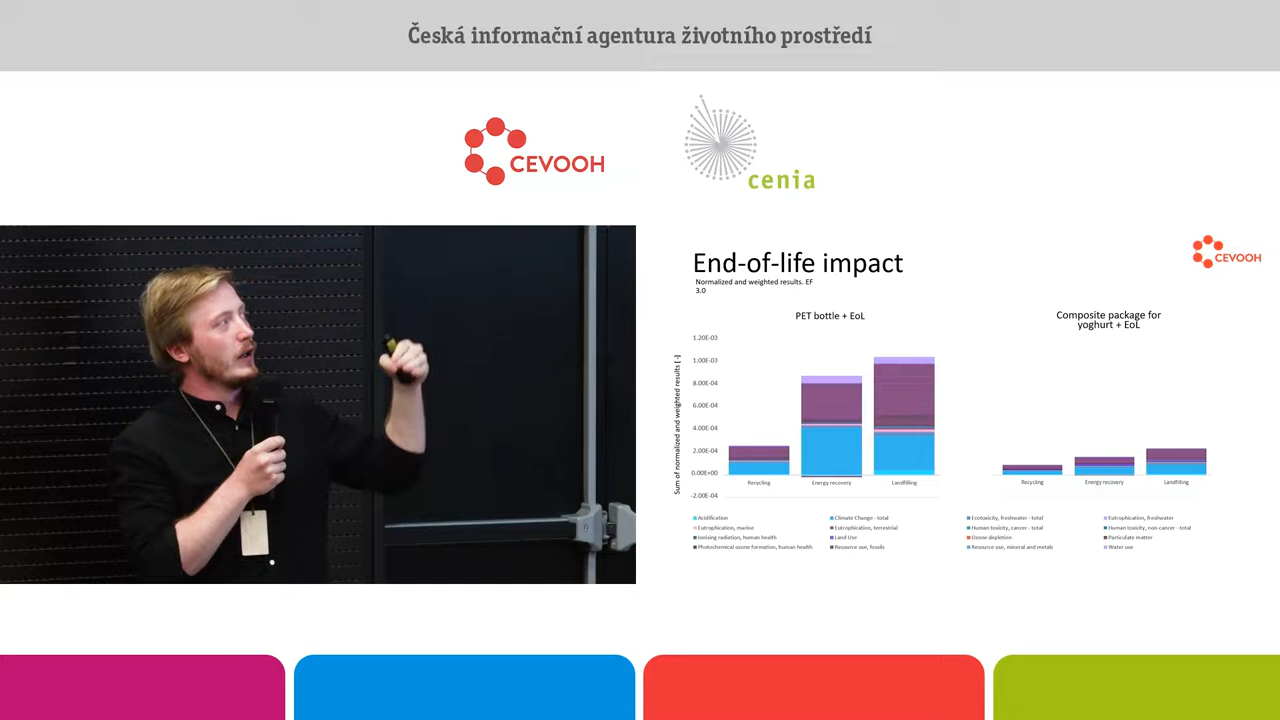 Česká informační agentura životního prostředí
CEVOOH
cenia
End-of-life impact
Normalized and weighted results. EF
3.0
CEVOOH
PET bottle + EoL
Composite package for
yoghurt + EoL
Sum of normalized and weighted results [-]
1.20E-03
1.00E-03
8.00E-04
6.00E-04
4.00E-04
2.00E-04
0.00E+00
-2.00E-04
Recycling
Energy recovery
Landfilling
Recycling
Energy recovery
Landfilling
Acidification
Climate Change - total
Ecotoxicity, freshwater - total
Eutrophication, freshwater
Eutrophication, marine
Eutrophication, terrestrial
Human toxicity, cancer - total
Human toxicity, non-cancer - total
Ionising radiation, human health
Land Use
Ozone depletion
Particulate matter
Photochemical ozone formation, human health
Resource use, fossils
Resource use, mineral and metals
Water use